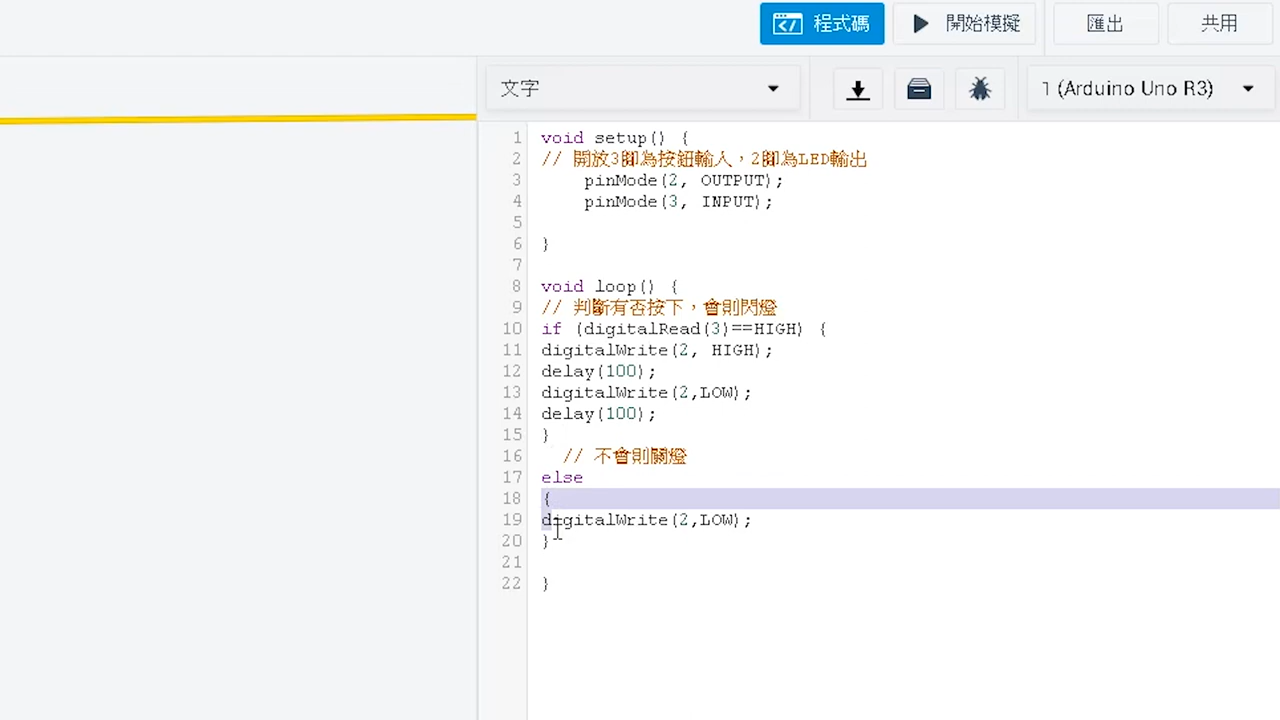 程式碼 開始模擬 匯出 共用
文字 1 (Arduino Uno R3)
1 void setup() {
2 // 開放3腳為按鈕輸入，2腳為LED輸出
3 pinMode(2, OUTPUT);
4 pinMode(3, INPUT);
5
6 }
7
8 void loop() {
9 // 判斷有否按下，會則閃燈
10 if (digitalRead(3)==HIGH) {
11 digitalWrite(2, HIGH);
12 delay(100);
13 digitalWrite(2,LOW);
14 delay(100);
15 }
16 // 不會則關燈
17 else
18 {
19 digitalWrite(2,LOW);
20 }
21
22 }